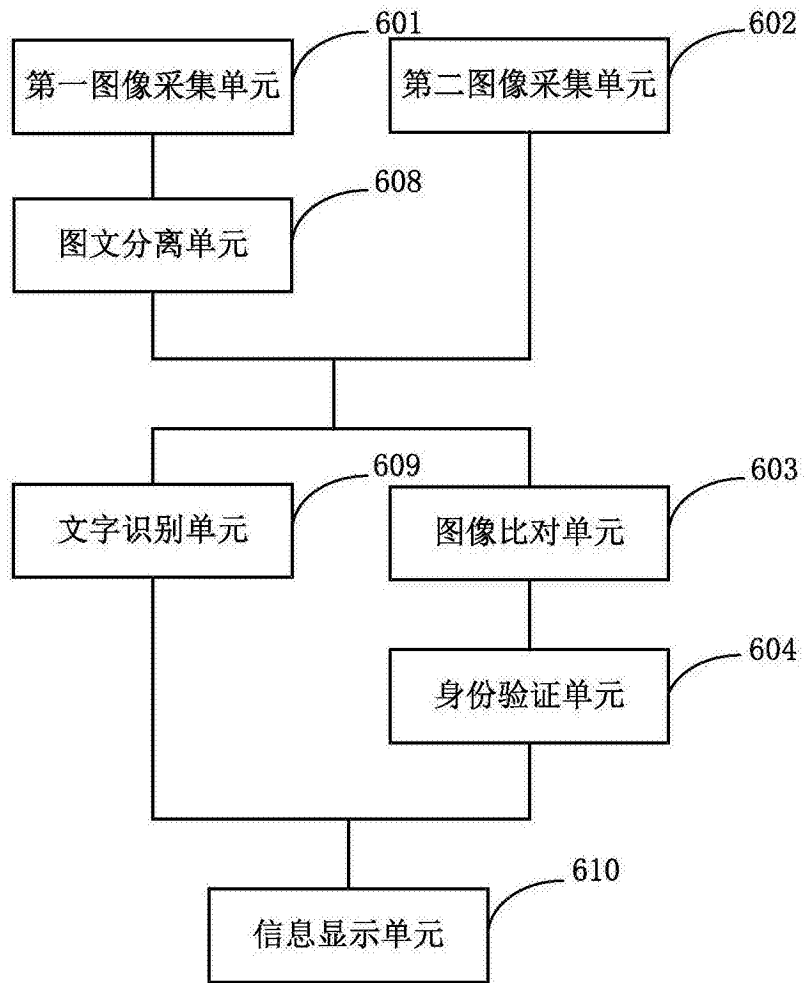 601
602
第一图像采集单元
第二图像采集单元
608
图文分离单元
609
603
文字识别单元
图像比对单元
604
身份验证单元
610
信息显示单元